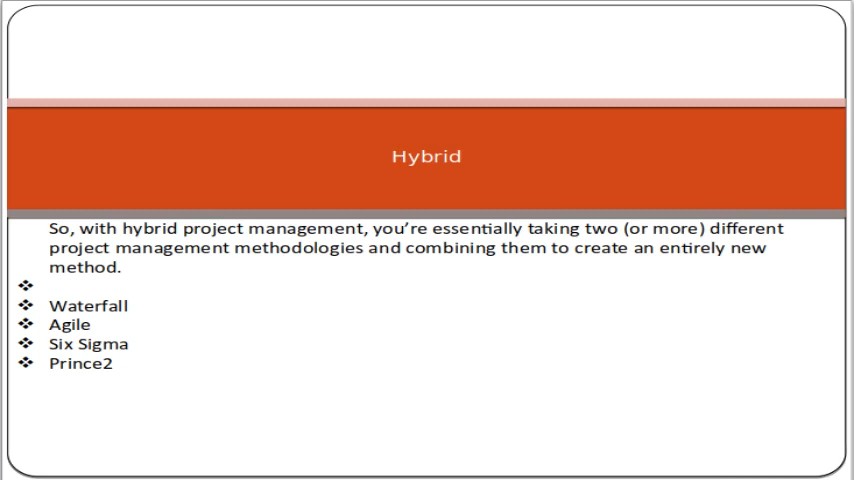 Hybrid
So, with hybrid project management, you’re essentially taking two (or more) different
project management methodologies and combining them to create an entirely new
method.
❖
❖ Waterfall
❖ Agile
❖ Six Sigma
❖ Prince2